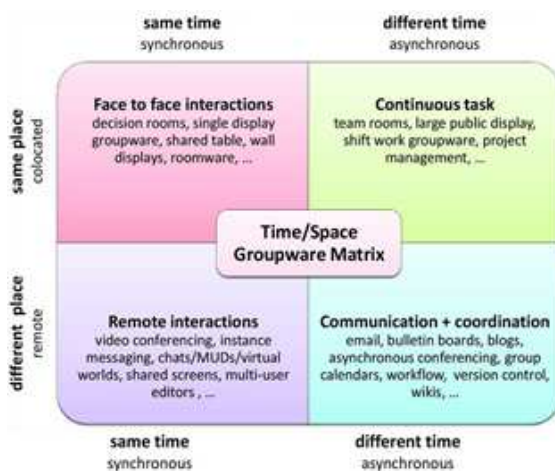 same time
synchronous
different time
asynchronous
same place
colocated
Face to face interactions
decision rooms, single display
groupware, shared table, wall
displays, roomware, ...
Continuous task
team rooms, large public display,
shift work groupware, project
management, ...
Time/Space
Groupware Matrix
different place
remote
Remote interactions
video conferencing, instance
messaging, chats/MUDs/virtual
worlds, shared screens, multi-user
editors , ...
Communication + coordination
email, bulletin boards, blogs,
asynchronous conferencing, group
calendars, workflow, version control,
wikis, ...
same time
synchronous
different time
asynchronous